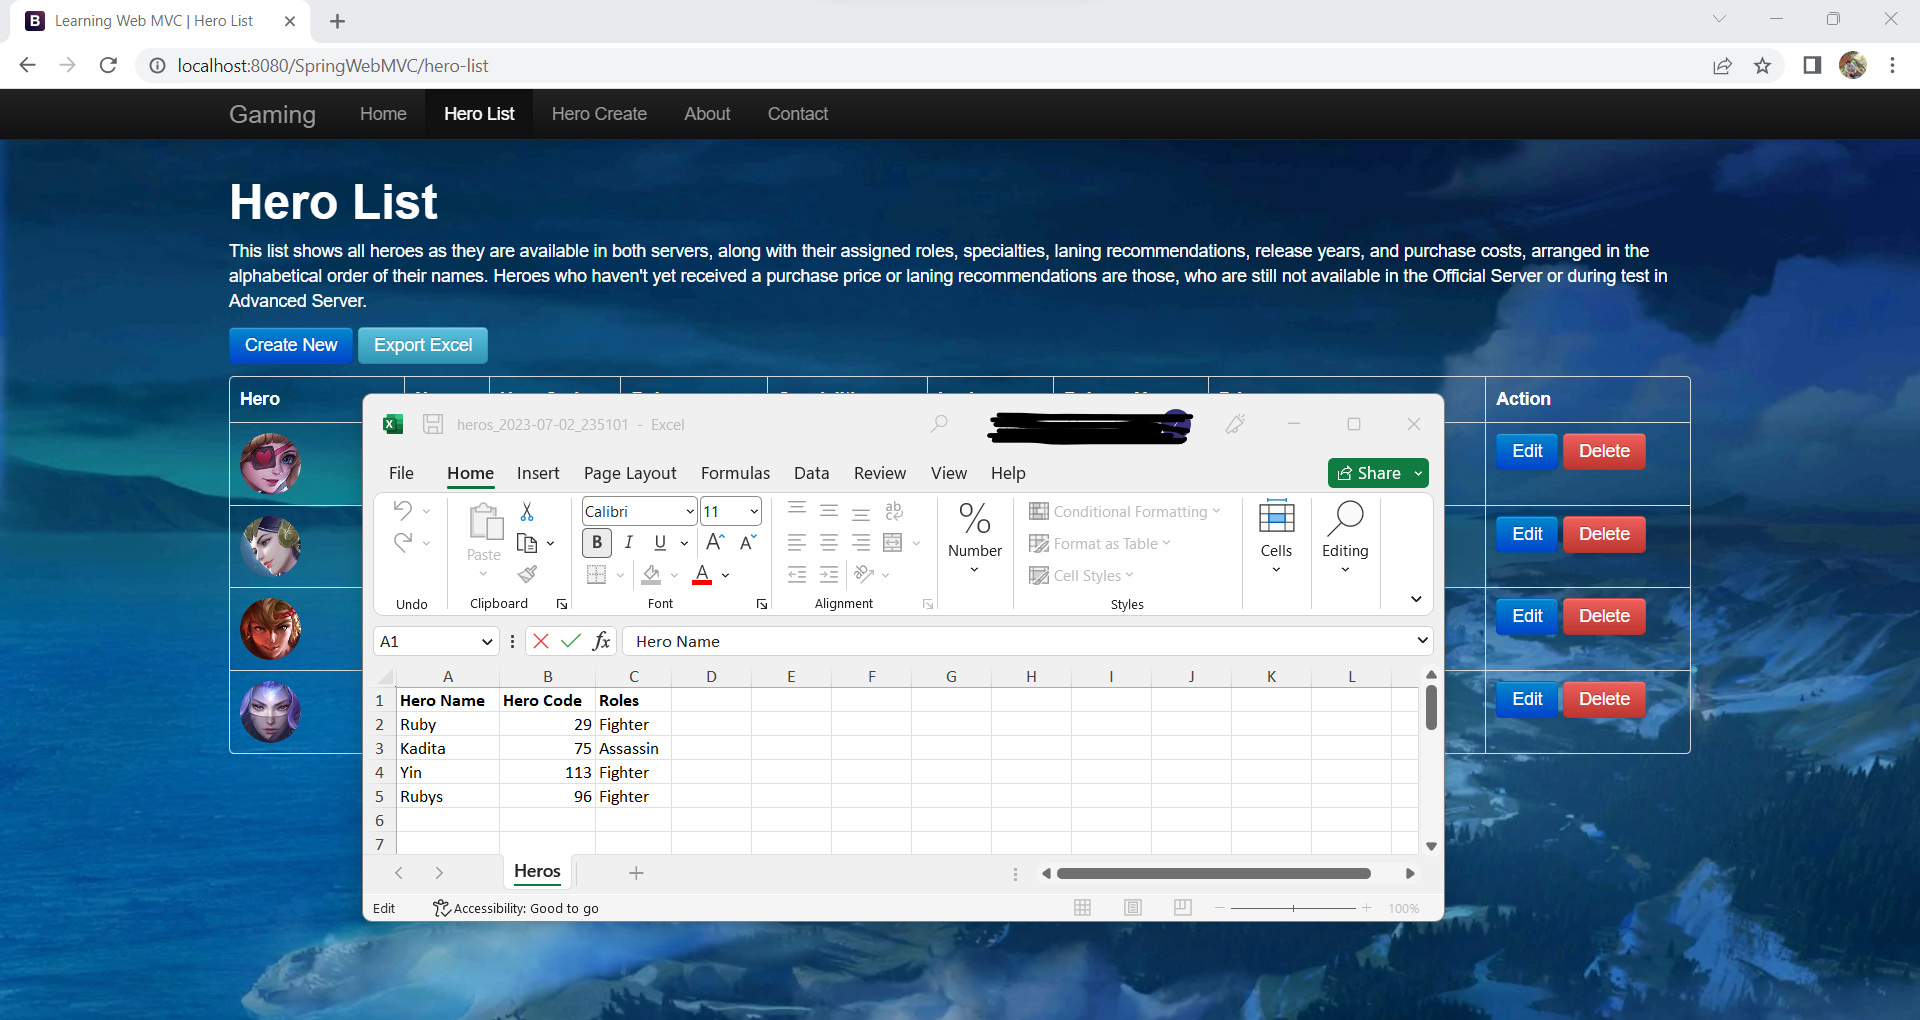 Learning Web MVC | Hero List
localhost:8080/SpringWebMVC/hero-list
Gaming Home Hero List Hero Create About Contact
Hero List
This list shows all heroes as they are available in both servers, along with their assigned roles, specialties, laning recommendations, release years, and purchase costs, arranged in the
alphabetical order of their names. Heroes who haven't yet received a purchase price or laning recommendations are those, who are still not available in the Official Server or during test in
Advanced Server.
Create New Export Excel
Hero Action
Edit Delete
Edit Delete
Edit Delete
Edit Delete
heros_2023-07-02_235101 - Excel
File Home Insert Page Layout Formulas Data Review View Help Share
Calibri 11 ab Conditional Formatting
Paste B I U A A Number Format as Table Cells Editing
A Cell Styles
Undo Clipboard Font Alignment Styles
A1 fx Hero Name
A B C D E F G H I J K L
1 Hero Name Hero Code Roles
2 Ruby 29 Fighter
3 Kadita 75 Assassin
4 Yin 113 Fighter
5 Rubys 96 Fighter
6
7
Heros
Edit Accessibility: Good to go 100%